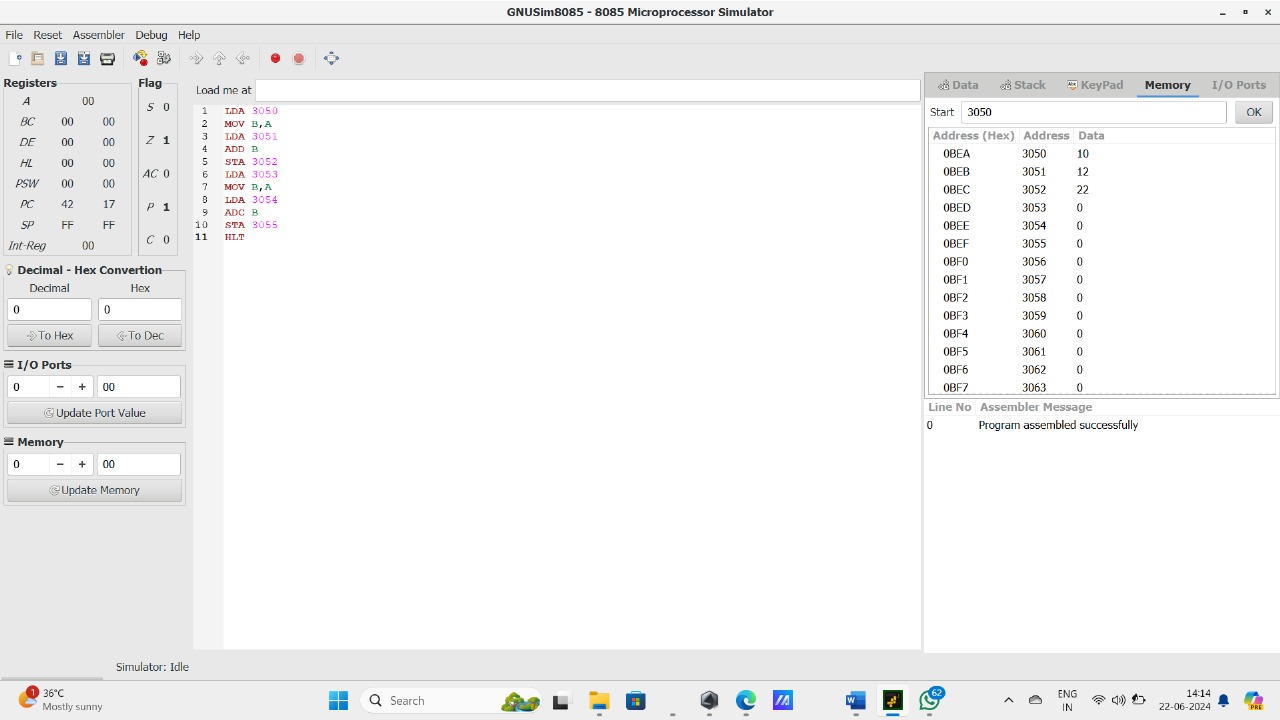 GNUSim8085 - 8085 Microprocessor Simulator
File Reset Assembler Debug Help
Registers Flag
A 00
BC 00 00
DE 00 00
HL 00 00
PSW 00 00
PC 42 17
SP FF FF
Int-Reg 00
S 0
Z 1
AC 0
P 1
C 0
Decimal - Hex Convertion
Decimal Hex
0 0
To Hex To Dec
I/O Ports
0 − + 00
Update Port Value
Memory
0 − + 00
Update Memory
Load me at
1 LDA 3050
2 MOV B,A
3 LDA 3051
4 ADD B
5 STA 3052
6 LDA 3053
7 MOV B,A
8 LDA 3054
9 ADC B
10 STA 3055
11 HLT
Data Stack KeyPad Memory I/O Ports
Start 3050 OK
Address (Hex) Address Data
0BEA 3050 10
0BEB 3051 12
0BEC 3052 22
0BED 3053 0
0BEE 3054 0
0BEF 3055 0
0BF0 3056 0
0BF1 3057 0
0BF2 3058 0
0BF3 3059 0
0BF4 3060 0
0BF5 3061 0
0BF6 3062 0
0BF7 3063 0
Line No Assembler Message
0 Program assembled successfully
Simulator: Idle
1
36°C
Mostly sunny
Search
62
ENG
IN
14:14
22-06-2024
PRE